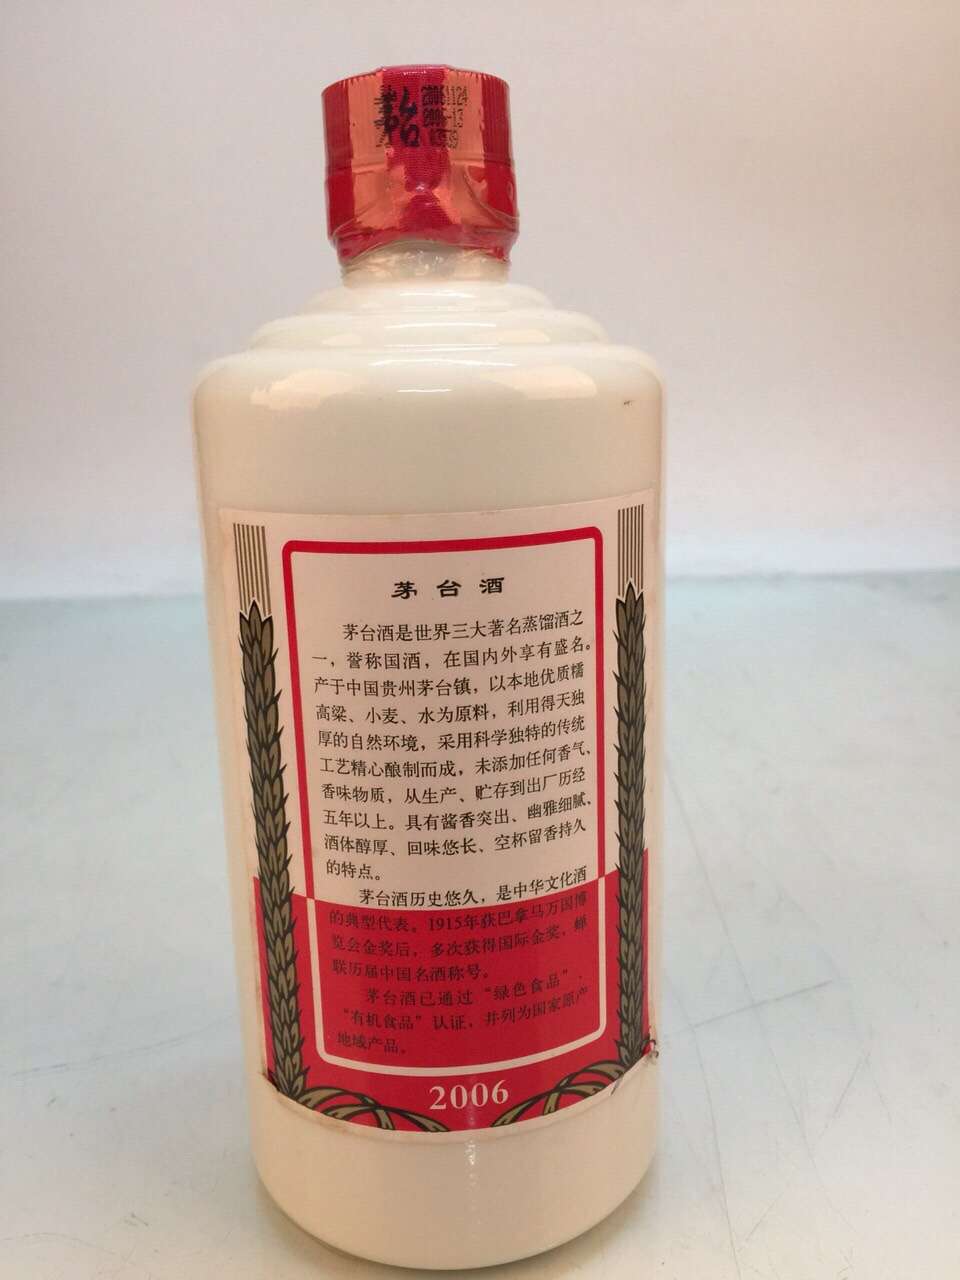 茅台
20061124
2006-13
茅台酒
茅台酒是世界三大著名蒸馏酒之
一，誉称国酒，在国内外享有盛名。
产于中国贵州茅台镇，以本地优质糯
高粱、小麦、水为原料，利用得天独
厚的自然环境，采用科学独特的传统
工艺精心酿制而成，未添加任何香气、
香味物质，从生产、贮存到出厂历经
五年以上。具有酱香突出、幽雅细腻、
酒体醇厚、回味悠长、空杯留香持久
的特点。
茅台酒历史悠久，是中华文化酒
的典型代表。1915年获巴拿马万国博
览会金奖后，多次获得国际金奖，蝉
联历届中国名酒称号。
茅台酒已通过“绿色食品”、
“有机食品”认证，并列为国家原产
地域产品。
2006